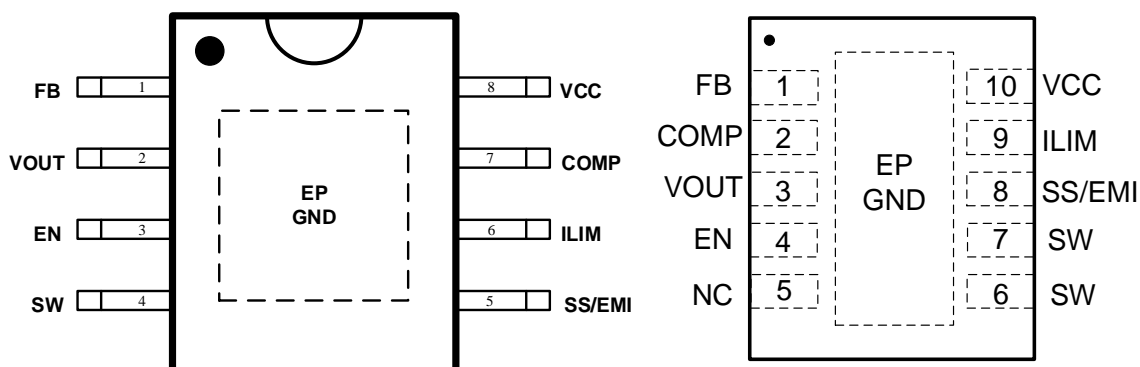 FB 1
VOUT 2
EN 3
SW 4
EP
GND
8 VCC
7 COMP
6 ILIM
5 SS/EMI
FB 1
COMP 2
VOUT 3
EN 4
NC 5
EP
GND
10 VCC
9 ILIM
8 SS/EMI
7 SW
6 SW